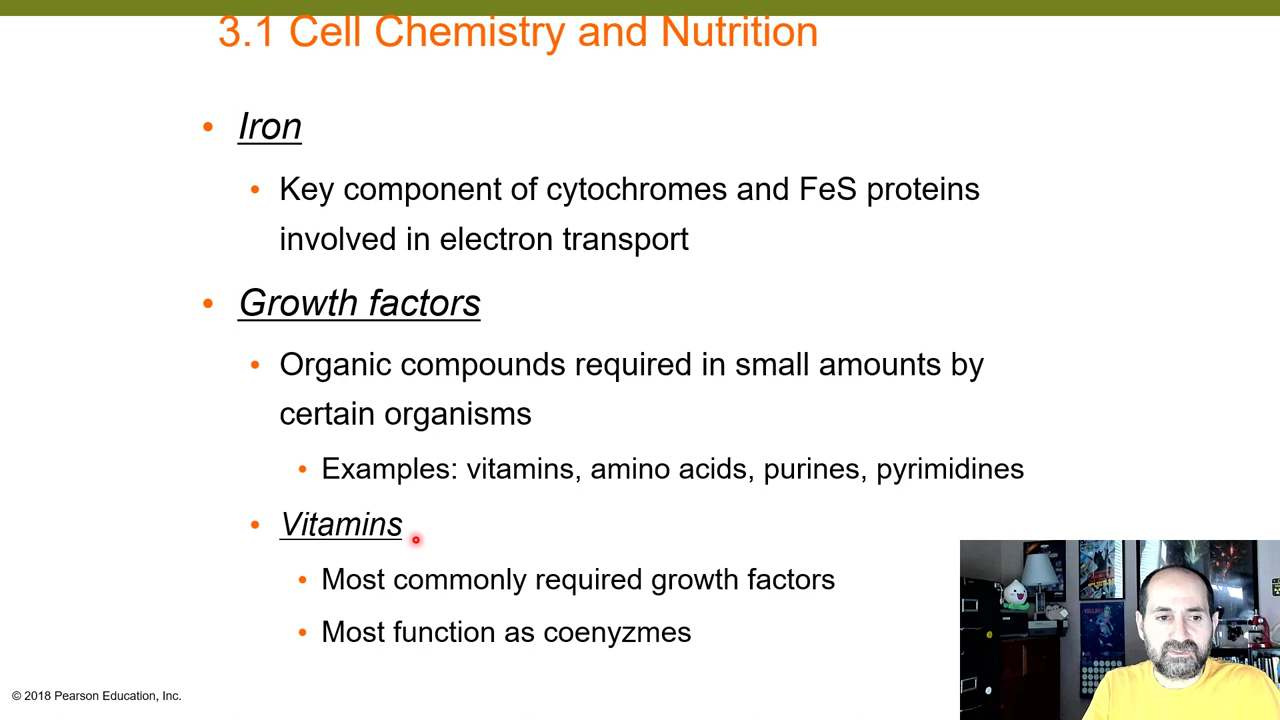 3.1 Cell Chemistry and Nutrition
• Iron
• Key component of cytochromes and FeS proteins
involved in electron transport
• Growth factors
• Organic compounds required in small amounts by
certain organisms
• Examples: vitamins, amino acids, purines, pyrimidines
• Vitamins
• Most commonly required growth factors
• Most function as coenyzmes
© 2018 Pearson Education, Inc.